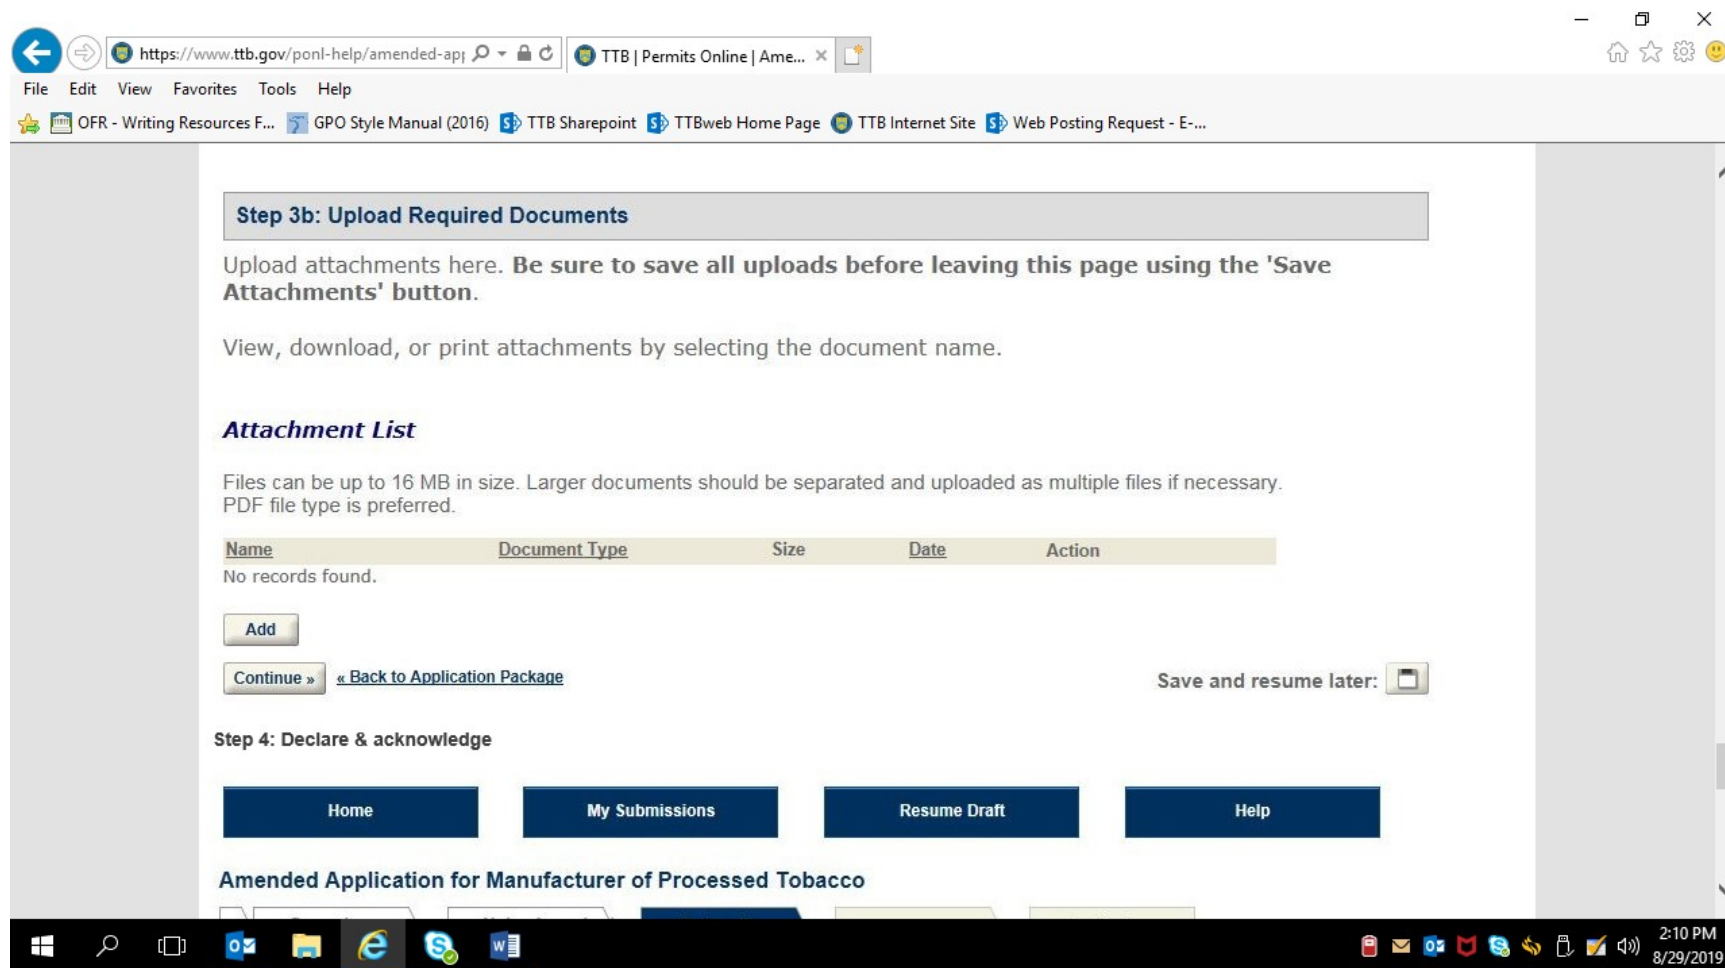 https://www.ttb.gov/ponl-help/amended-ap
TTB | Permits Online | Ame...
File Edit View Favorites Tools Help
OFR - Writing Resources F... GPO Style Manual (2016) TTB Sharepoint TTBweb Home Page TTB Internet Site Web Posting Request - E-...
Step 3b: Upload Required Documents
Upload attachments here. Be sure to save all uploads before leaving this page using the 'Save
Attachments' button.
View, download, or print attachments by selecting the document name.
Attachment List
Files can be up to 16 MB in size. Larger documents should be separated and uploaded as multiple files if necessary.
PDF file type is preferred.
Name Document Type Size Date Action
No records found.
Add
Continue » « Back to Application Package Save and resume later:
Step 4: Declare & acknowledge
Home My Submissions Resume Draft Help
Amended Application for Manufacturer of Processed Tobacco
2:10 PM
8/29/2019